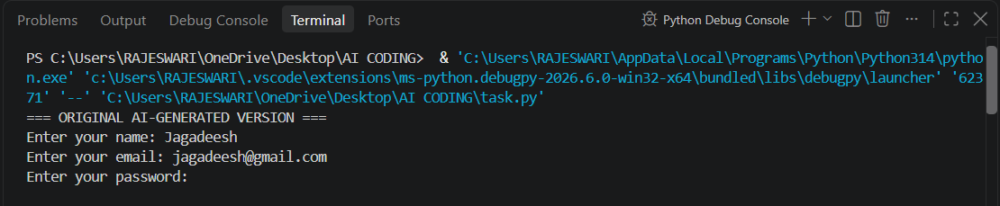 Problems Output Debug Console Terminal Ports Python Debug Console
PS C:\Users\RAJESWARI\OneDrive\Desktop\AI CODING>  & 'C:\Users\RAJESWARI\AppData\Local\Programs\Python\Python314\pytho
n.exe' 'c:\Users\RAJESWARI\.vscode\extensions\ms-python.debugpy-2026.6.0-win32-x64\bundled\libs\debugpy\launcher' '623
71' '--' 'C:\Users\RAJESWARI\OneDrive\Desktop\AI CODING\task.py'
=== ORIGINAL AI-GENERATED VERSION ===
Enter your name: Jagadeesh
Enter your email: jagadeesh@gmail.com
Enter your password: